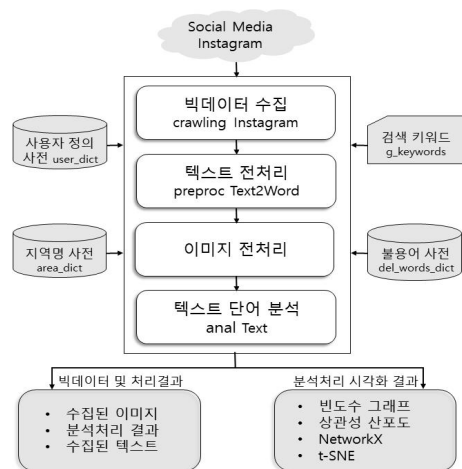 Social Media
Instagram
빅데이터 수집
crawling Instagram
사용자 정의
사전 user_dict
검색 키워드
g_keywords
텍스트 전처리
preproc Text2Word
이미지 전처리
지역명 사전
area_dict
불용어 사전
del_words_dict
텍스트 단어 분석
anal Text
빅데이터 및 처리결과
분석처리 시각화 결과
• 수집된 이미지
• 분석처리 결과
• 수집된 텍스트
• 빈도수 그래프
• 상관성 산포도
• NetworkX
• t-SNE